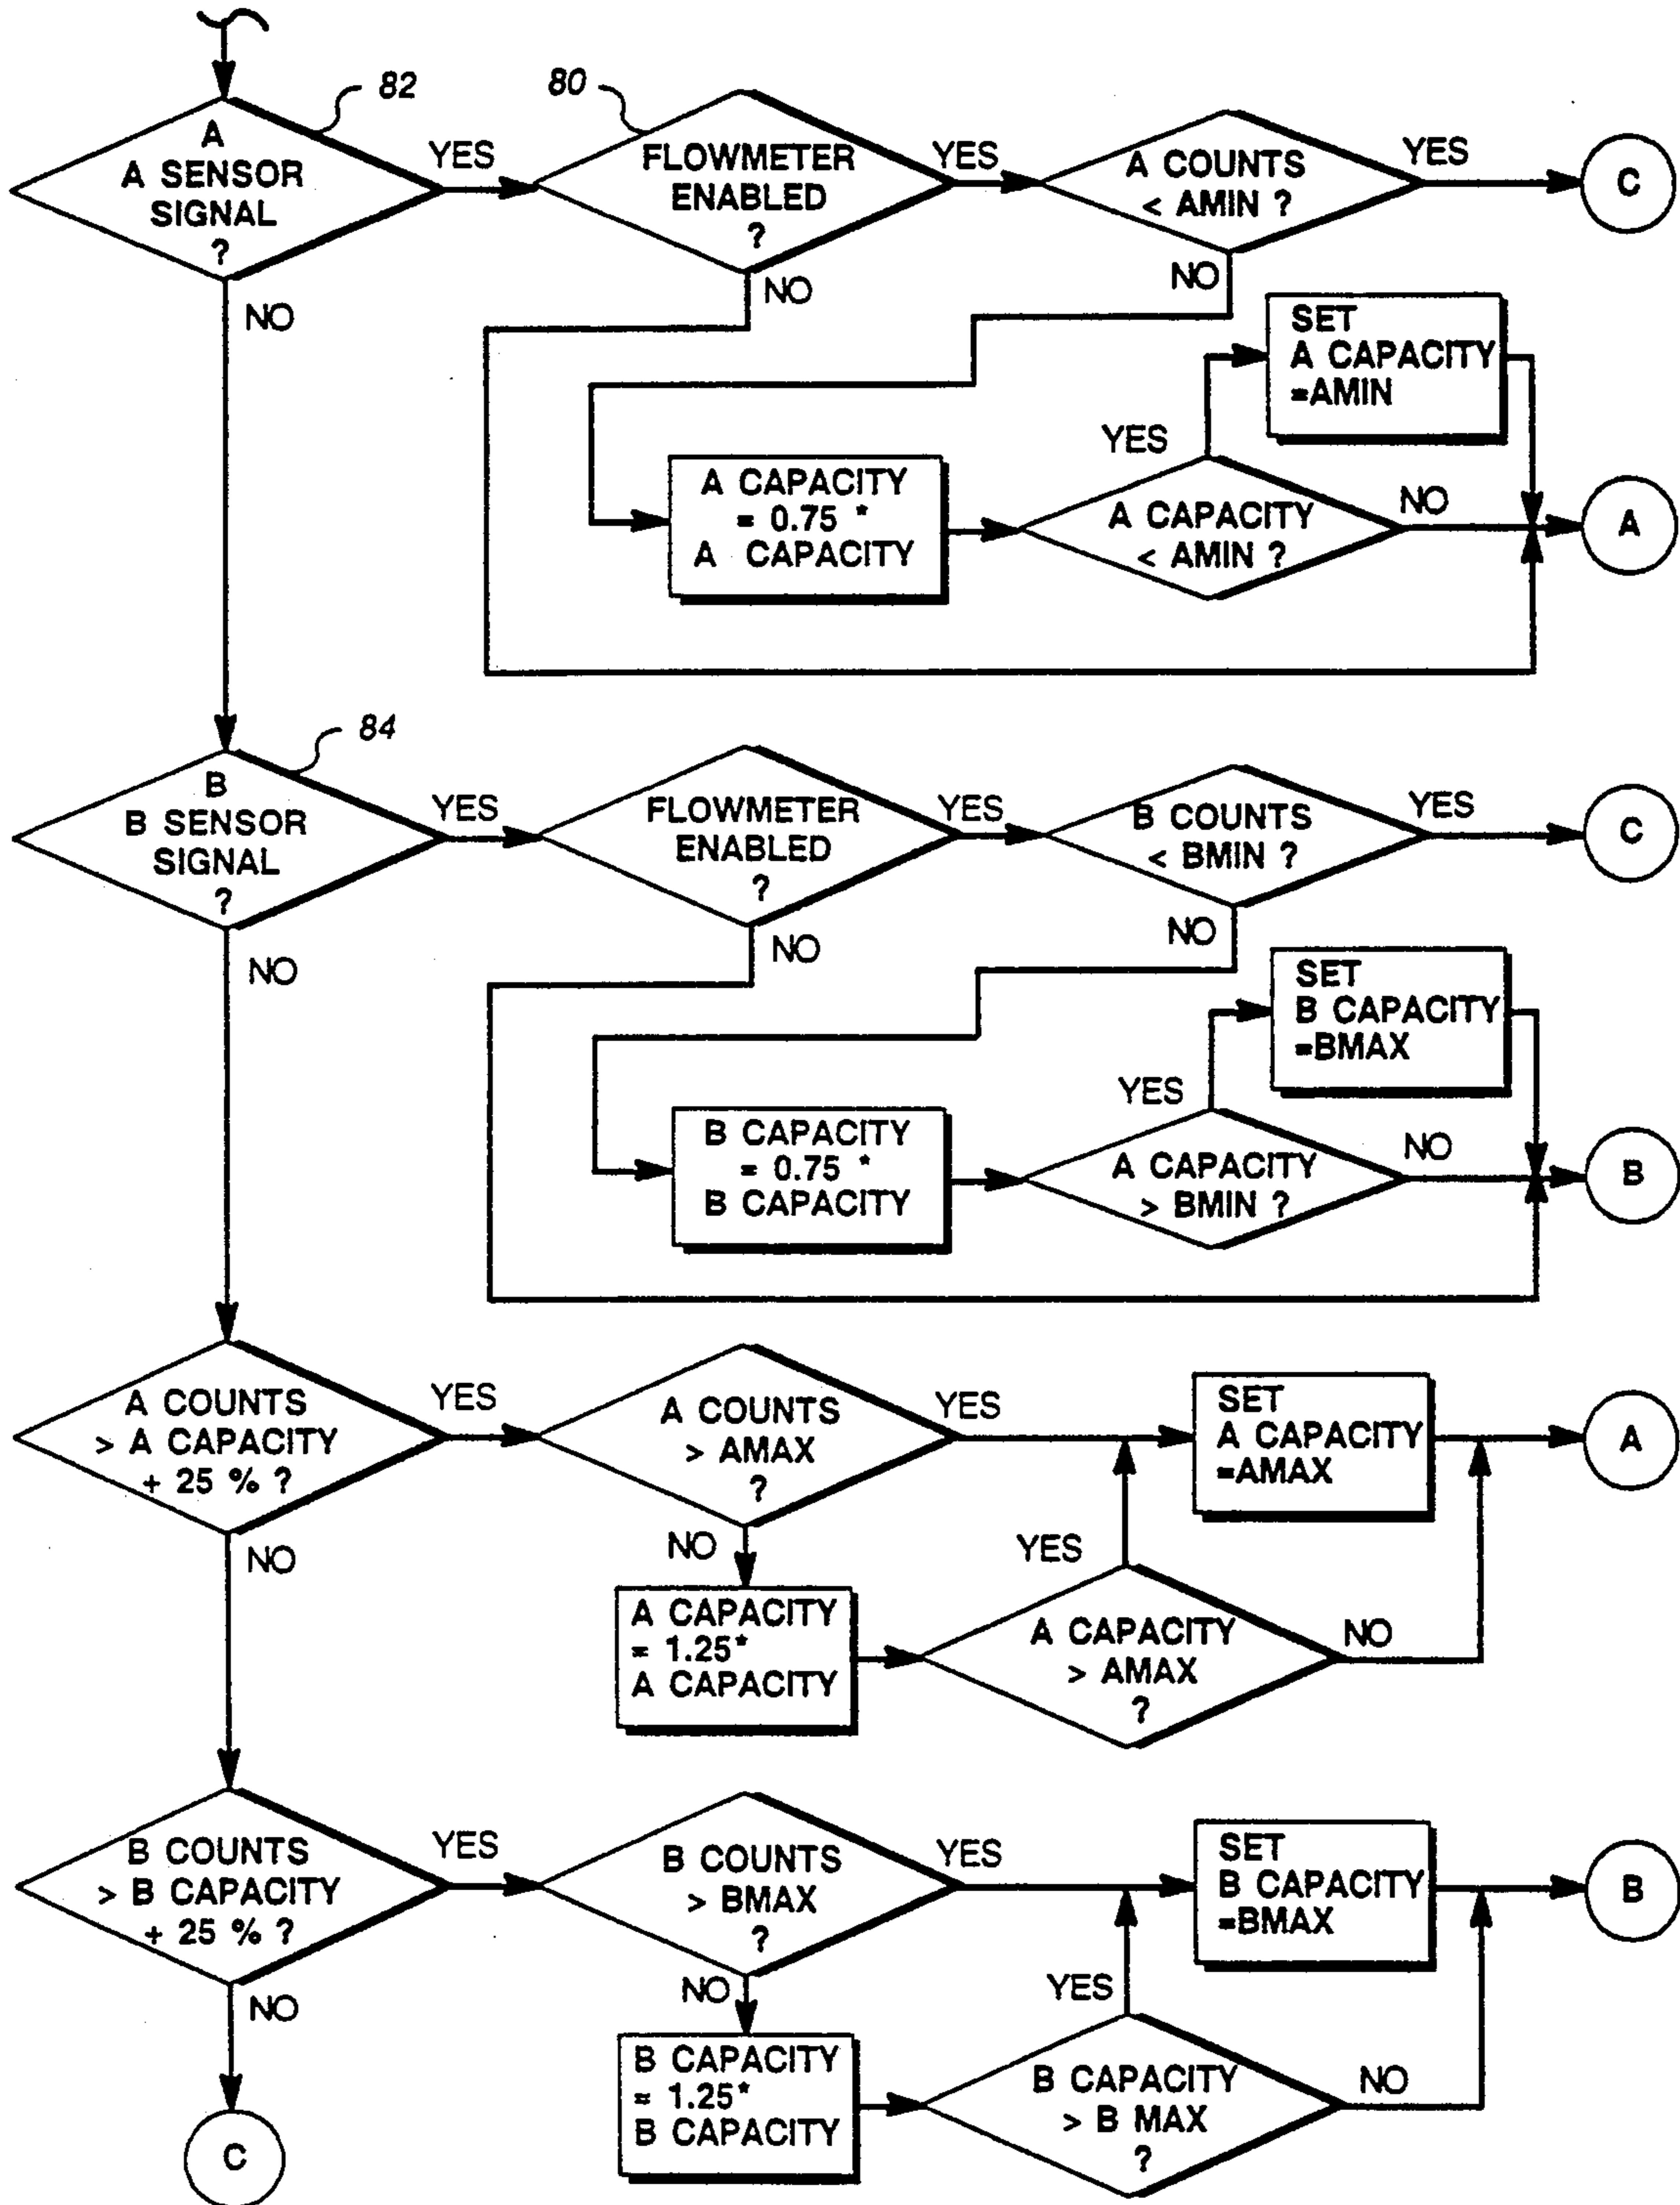 82
80
A
A SENSOR
SIGNAL
?
YES
NO
FLOWMETER
ENABLED
?
YES
NO
A COUNTS
< AMIN ?
YES
NO
C
SET
A CAPACITY
=AMIN
A CAPACITY
= 0.75 *
A CAPACITY
YES
A CAPACITY
< AMIN ?
NO
A
84
B
B SENSOR
SIGNAL
?
YES
NO
FLOWMETER
ENABLED
?
YES
NO
B COUNTS
< BMIN ?
YES
NO
C
SET
B CAPACITY
=BMAX
B CAPACITY
= 0.75 *
B CAPACITY
YES
A CAPACITY
> BMIN ?
NO
B
A COUNTS
> A CAPACITY
+ 25 % ?
YES
NO
A COUNTS
> AMAX
?
YES
NO
SET
A CAPACITY
=AMAX
A
A CAPACITY
= 1.25*
A CAPACITY
YES
A CAPACITY
> AMAX
?
NO
B COUNTS
> B CAPACITY
+ 25 % ?
YES
NO
B COUNTS
> BMAX
?
YES
NO
SET
B CAPACITY
=BMAX
B
B CAPACITY
= 1.25*
B CAPACITY
YES
B CAPACITY
> B MAX
?
NO
C